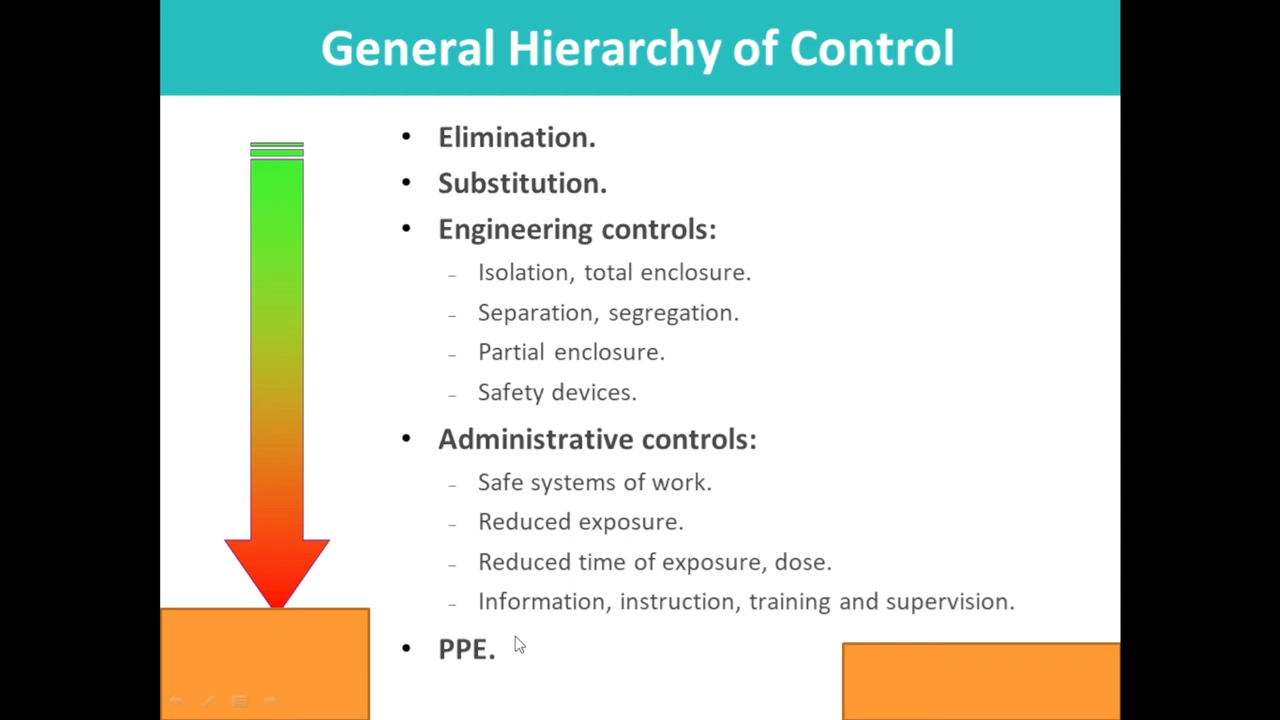 General Hierarchy of Control
• Elimination.
• Substitution.
• Engineering controls:
– Isolation, total enclosure.
– Separation, segregation.
– Partial enclosure.
– Safety devices.
• Administrative controls:
– Safe systems of work.
– Reduced exposure.
– Reduced time of exposure, dose.
– Information, instruction, training and supervision.
• PPE.